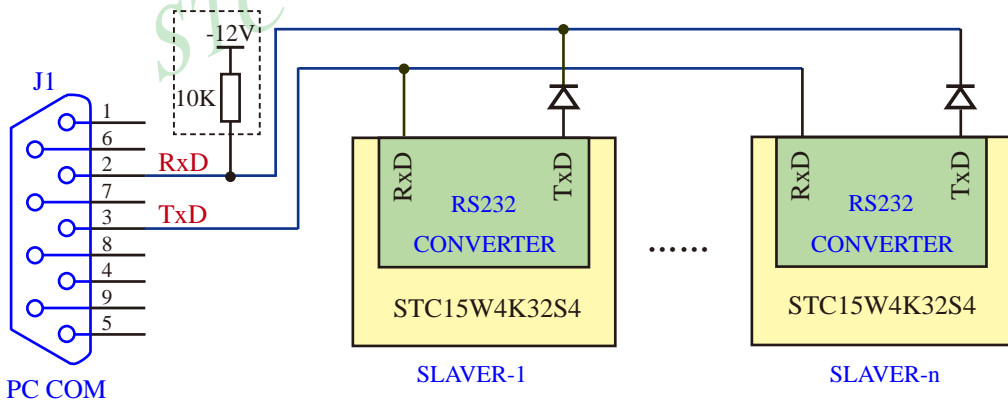 STC
-12V
10K
J1
1
6
2
7
3
8
4
9
5
RxD
TxD
PC COM
RxD
TxD
RS232
CONVERTER
STC15W4K32S4
SLAVER-1
......
RxD
TxD
RS232
CONVERTER
STC15W4K32S4
SLAVER-n